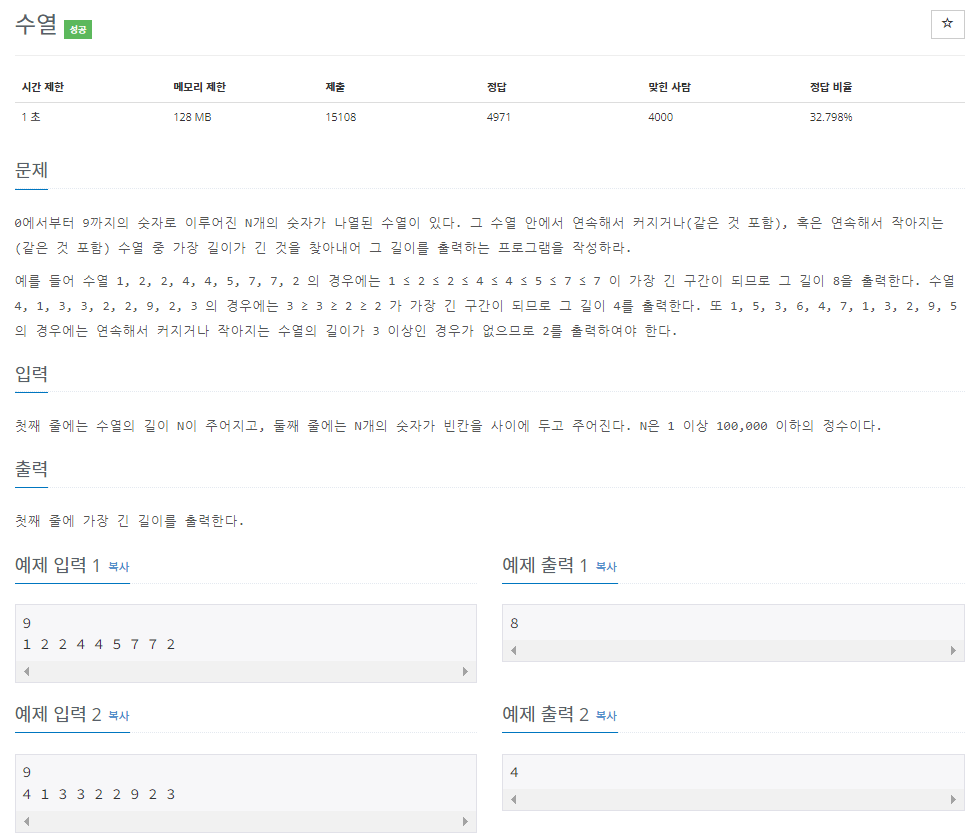 수열 성공
☆
시간 제한 메모리 제한 제출 정답 맞힌 사람 정답 비율
1 초 128 MB 15108 4971 4000 32.798%
문제
0에서부터 9까지의 숫자로 이루어진 N개의 숫자가 나열된 수열이 있다. 그 수열 안에서 연속해서 커지거나(같은 것 포함), 혹은 연속해서 작아지는
(같은 것 포함) 수열 중 가장 길이가 긴 것을 찾아내어 그 길이를 출력하는 프로그램을 작성하라.
예를 들어 수열 1, 2, 2, 4, 4, 5, 7, 7, 2 의 경우에는 1 ≤ 2 ≤ 2 ≤ 4 ≤ 4 ≤ 5 ≤ 7 ≤ 7 이 가장 긴 구간이 되므로 그 길이 8을 출력한다. 수열
4, 1, 3, 3, 2, 2, 9, 2, 3 의 경우에는 3 ≥ 3 ≥ 2 ≥ 2 가 가장 긴 구간이 되므로 그 길이 4를 출력한다. 또 1, 5, 3, 6, 4, 7, 1, 3, 2, 9, 5
의 경우에는 연속해서 커지거나 작아지는 수열의 길이가 3 이상인 경우가 없으므로 2를 출력하여야 한다.
입력
첫째 줄에는 수열의 길이 N이 주어지고, 둘째 줄에는 N개의 숫자가 빈칸을 사이에 두고 주어진다. N은 1 이상 100,000 이하의 정수이다.
출력
첫째 줄에 가장 긴 길이를 출력한다.
예제 입력 1 복사
9
1 2 2 4 4 5 7 7 2
예제 출력 1 복사
8
예제 입력 2 복사
9
4 1 3 3 2 2 9 2 3
예제 출력 2 복사
4